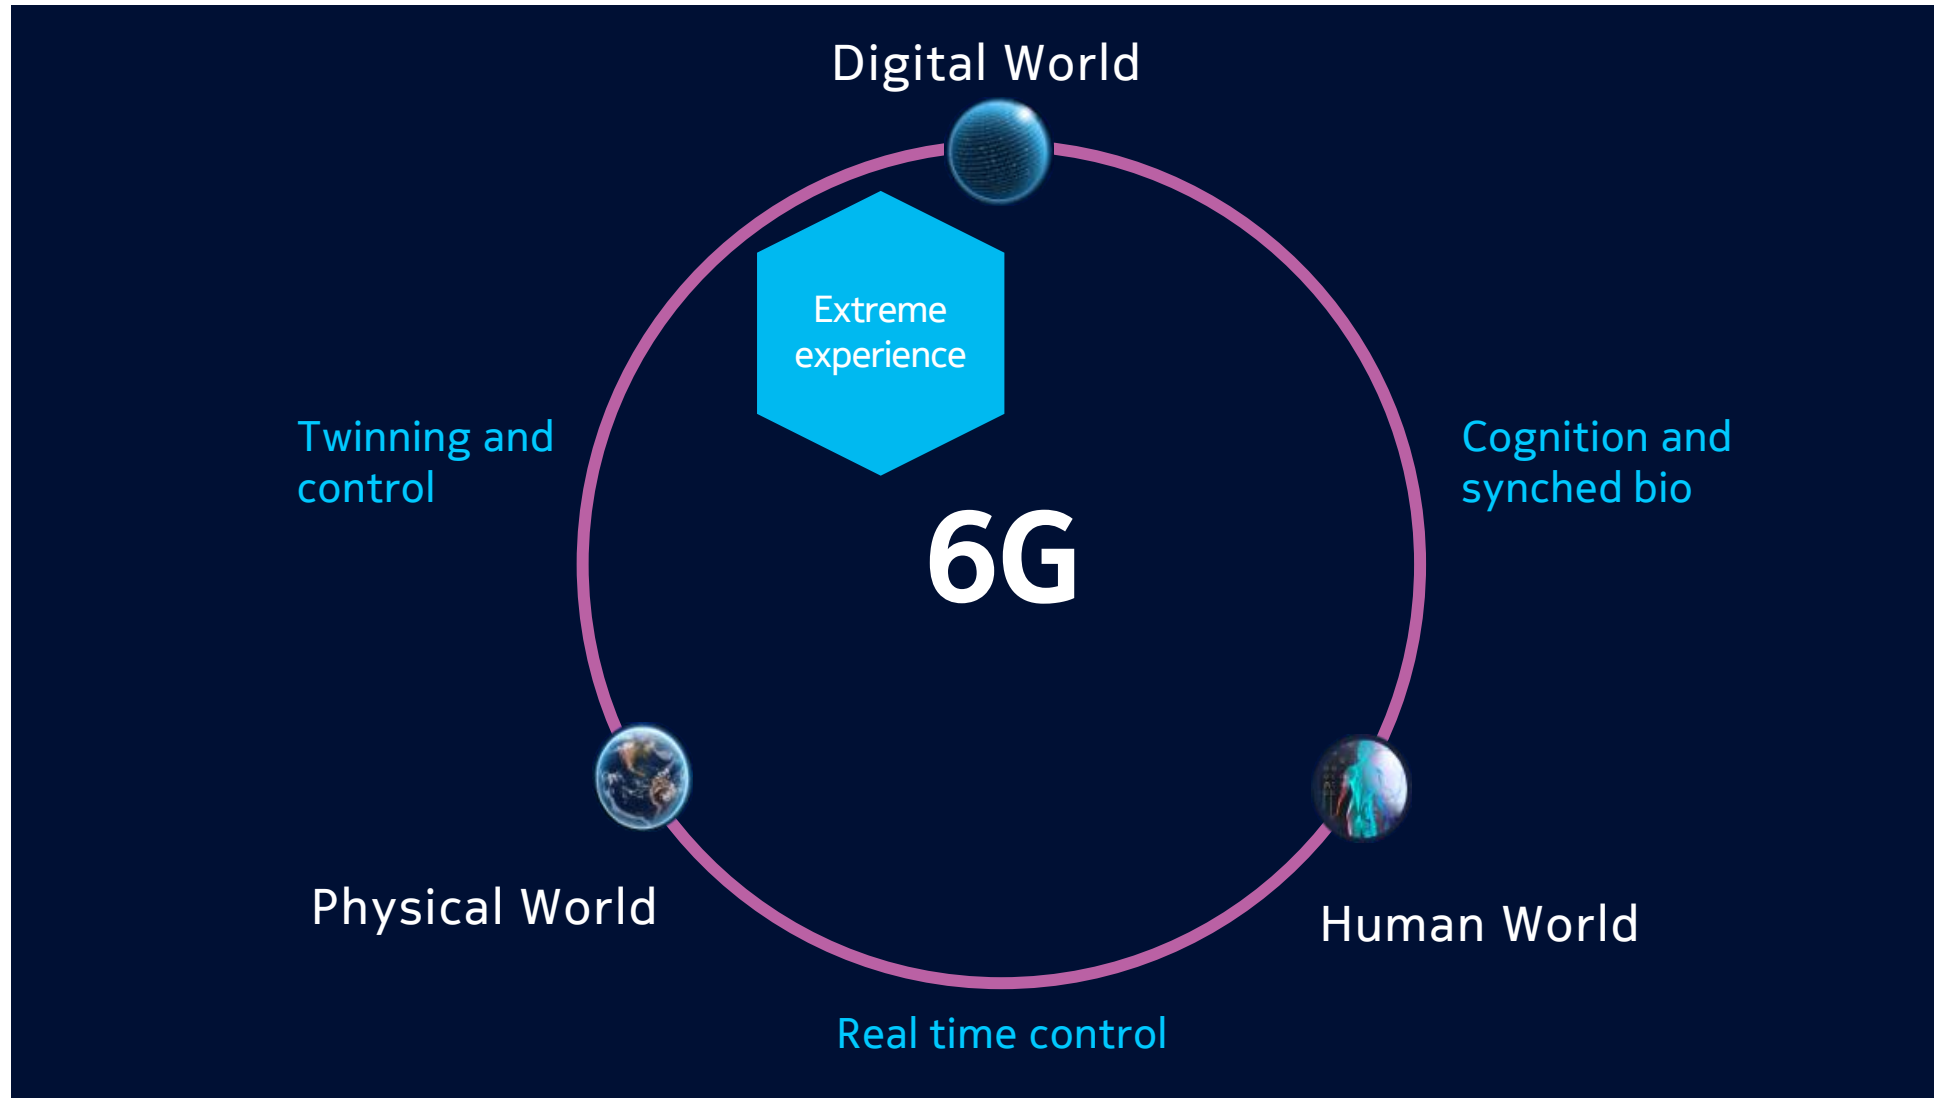 Digital World
Extreme
experience
Twinning and
control
Cognition and
synched bio
6G
Physical World
Human World
Real time control